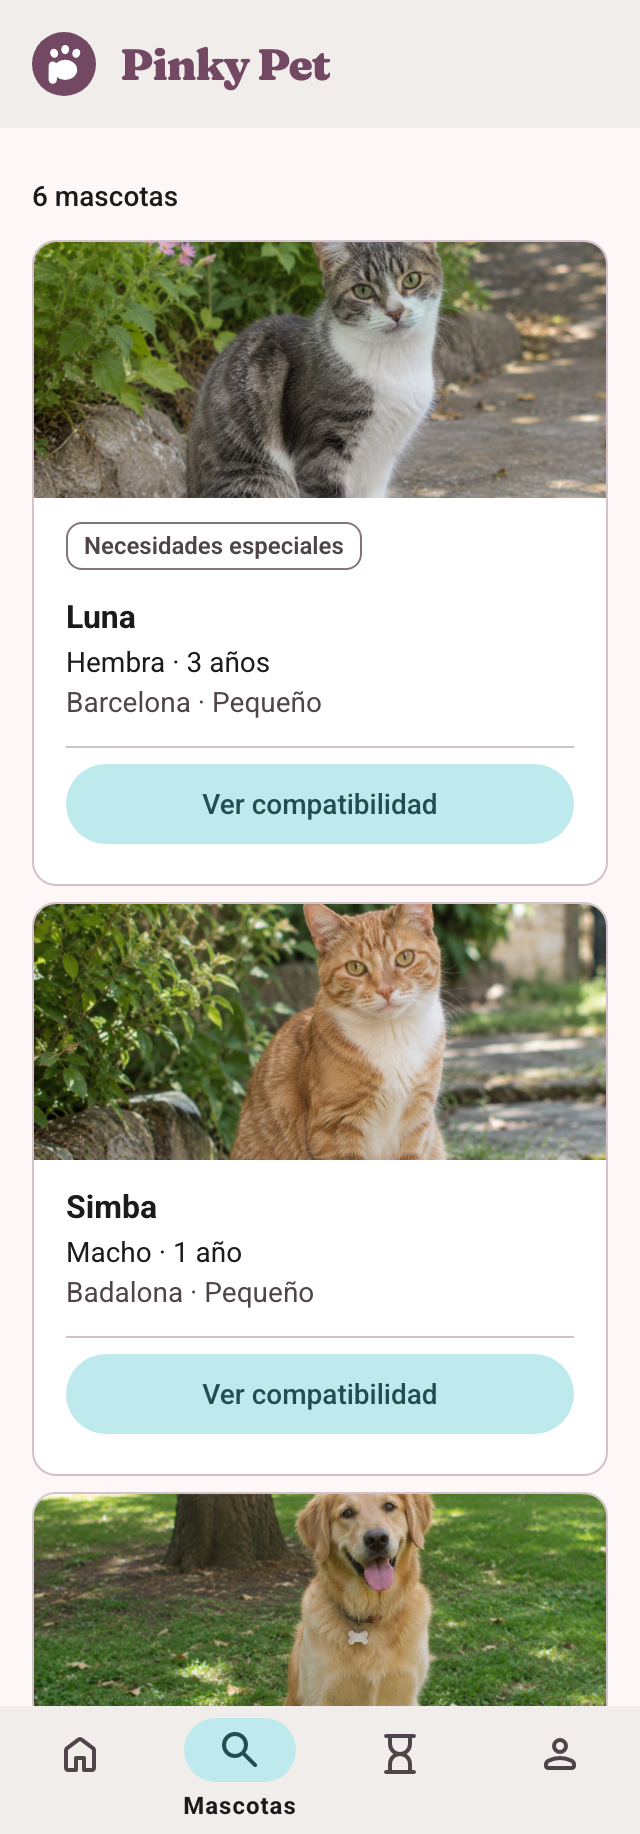 Pinky Pet
6 mascotas
Necesidades especiales
Luna
Hembra · 3 años
Barcelona · Pequeño
Ver compatibilidad
Simba
Macho · 1 año
Badalona · Pequeño
Ver compatibilidad
Mascotas